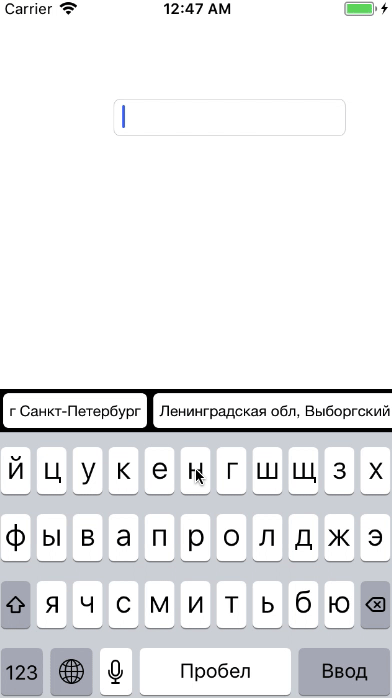 Carrier 12:47 AM
г Санкт-Петербург Ленинградская обл, Выборгский
й ц у к е н г ш щ з х
ф ы в а п р о л д ж э
я ч с м и т ь б ю
123 Пробел Ввод